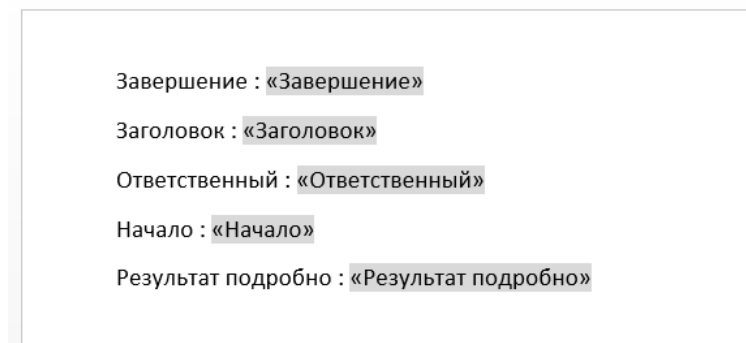 Завершение : «Завершение»
Заголовок : «Заголовок»
Ответственный : «Ответственный»
Начало : «Начало»
Результат подробно : «Результат подробно»